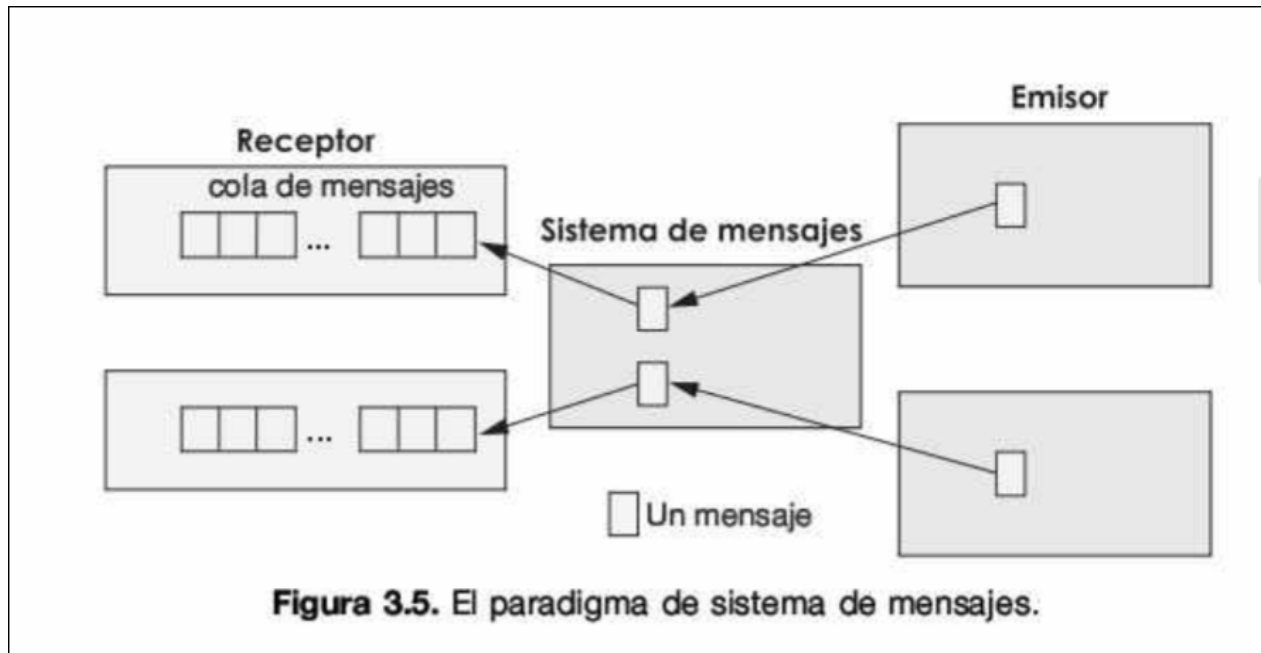 Emisor
Receptor
cola de mensajes
...
Sistema de mensajes
...
Un mensaje
Figura 3.5. El paradigma de sistema de mensajes.